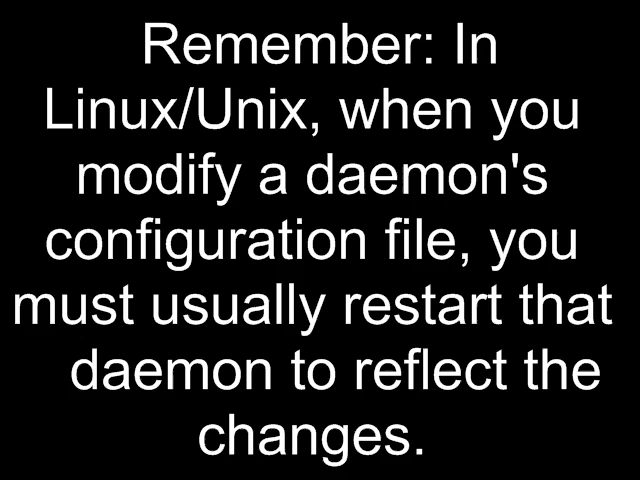 Remember: In
Linux/Unix, when you
modify a daemon's
configuration file, you
must usually restart that
daemon to reflect the
changes.